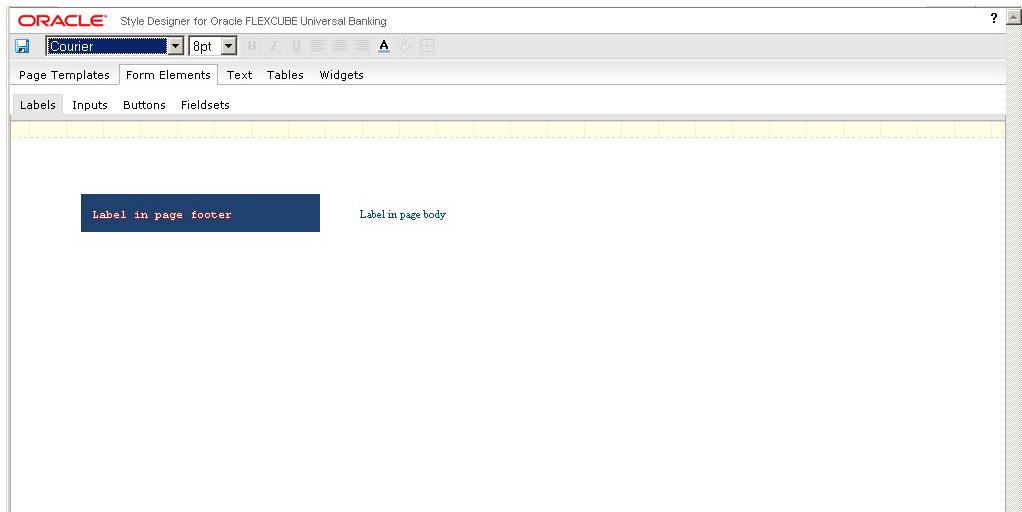 ORACLE® Style Designer for Oracle FLEXCUBE Universal Banking ?
Courier 8pt B I U A
Page Templates Form Elements Text Tables Widgets
Labels Inputs Buttons Fieldsets
Label in page footer Label in page body